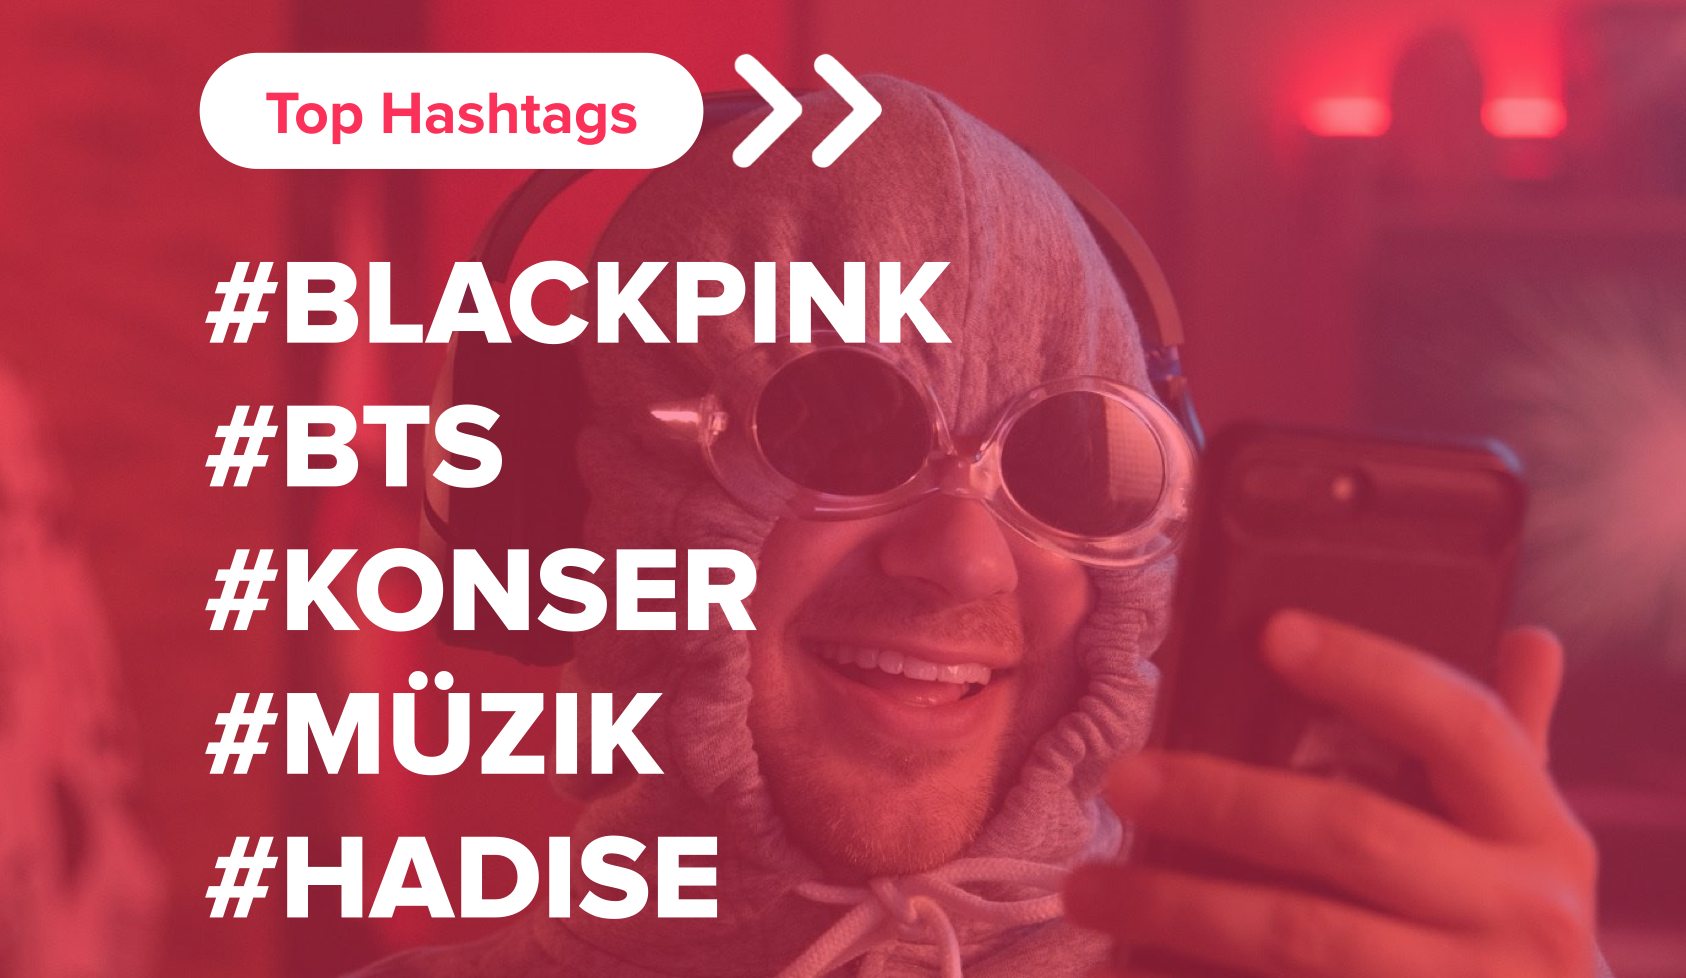 Top Hashtags
#BLACKPINK
#BTS
#KONSER
#MÜZIK
#HADISE